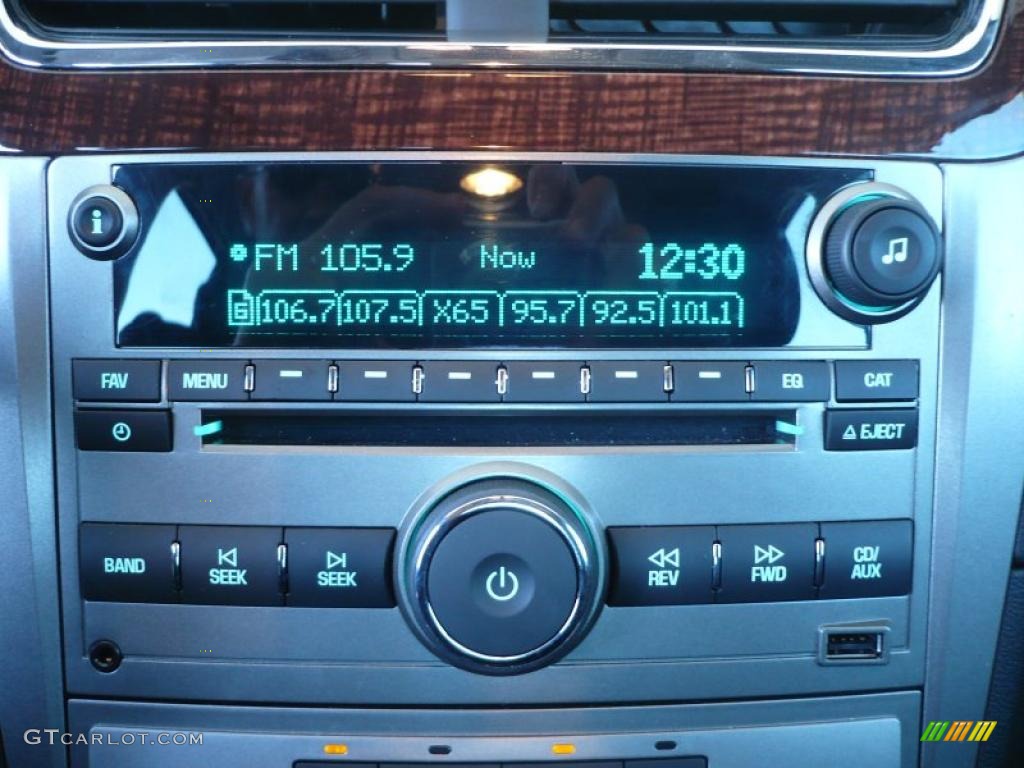 i
FM 105.9 Now 12:30
G 106.7 107.5 X65 95.7 92.5 101.1
FAV MENU EQ CAT
EJECT
BAND SEEK SEEK REV FWD CD/AUX
GTCARLOT.COM